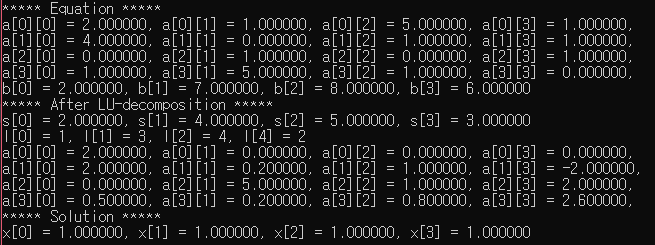 ***** Equation *****
a[0][0] = 2.000000, a[0][1] = 1.000000, a[0][2] = 5.000000, a[0][3] = 1.000000,
a[1][0] = 4.000000, a[1][1] = 0.000000, a[1][2] = 1.000000, a[1][3] = 1.000000,
a[2][0] = 0.000000, a[2][1] = 1.000000, a[2][2] = 1.000000, a[2][3] = 1.000000,
a[3][0] = 1.000000, a[3][1] = 5.000000, a[3][2] = 1.000000, a[3][3] = 0.000000,
b[0] = 2.000000, b[1] = 7.000000, b[2] = 8.000000, b[3] = 6.000000
***** After LU-decomposition *****
s[0] = 2.000000, s[1] = 4.000000, s[2] = 5.000000, s[3] = 3.000000
l[0] = 1, l[1] = 3, l[2] = 4, l[4] = 2
a[0][0] = 2.000000, a[0][1] = 0.000000, a[0][2] = 0.000000, a[0][3] = 0.000000,
a[1][0] = 2.000000, a[1][1] = 0.200000, a[1][2] = 1.000000, a[1][3] = -2.000000,
a[2][0] = 0.000000, a[2][1] = 5.000000, a[2][2] = 1.000000, a[2][3] = 2.000000,
a[3][0] = 0.500000, a[3][1] = 0.200000, a[3][2] = 0.800000, a[3][3] = 2.600000,
***** Solution *****
x[0] = 1.000000, x[1] = 1.000000, x[2] = 1.000000, x[3] = 1.000000